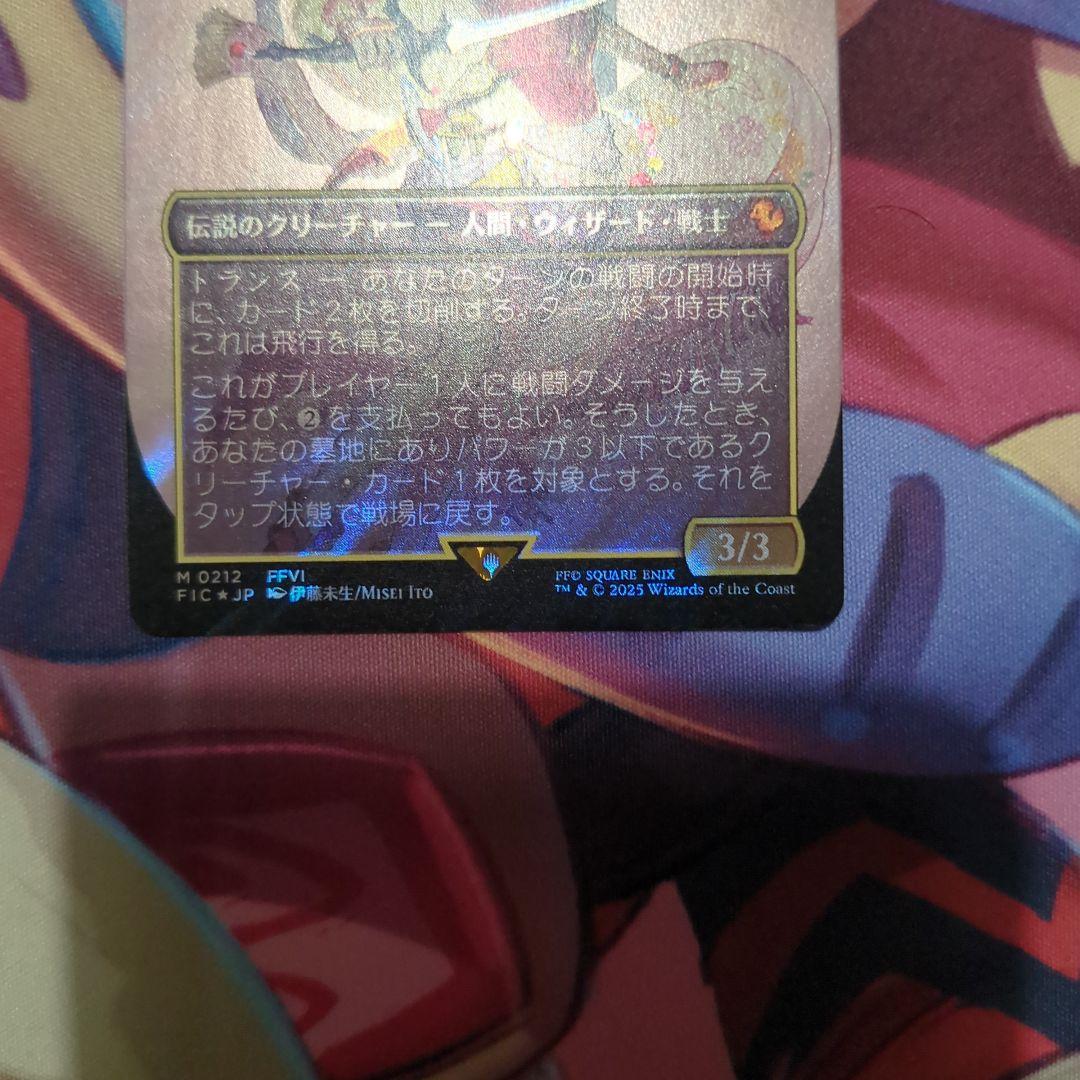 伝説のクリーチャー — 人間・ウィザード・戦士
トランス — あなたのターンの戦闘の開始時
に、カード2枚を切削する。ターン終了時まで、
これは飛行を得る。
これがプレイヤー1人に戦闘ダメージを与え
るたび、2を支払ってもよい。そうしたとき、
あなたの墓地にありパワーが3以下であるク
リーチャー・カード1枚を対象とする。それを
タップ状態で戦場に戻す。
3/3
M 0212 FFVI
FIC★JP 伊藤未生/Misei Ito
FF© SQUARE ENIX
™ & © 2025 Wizards of the Coast